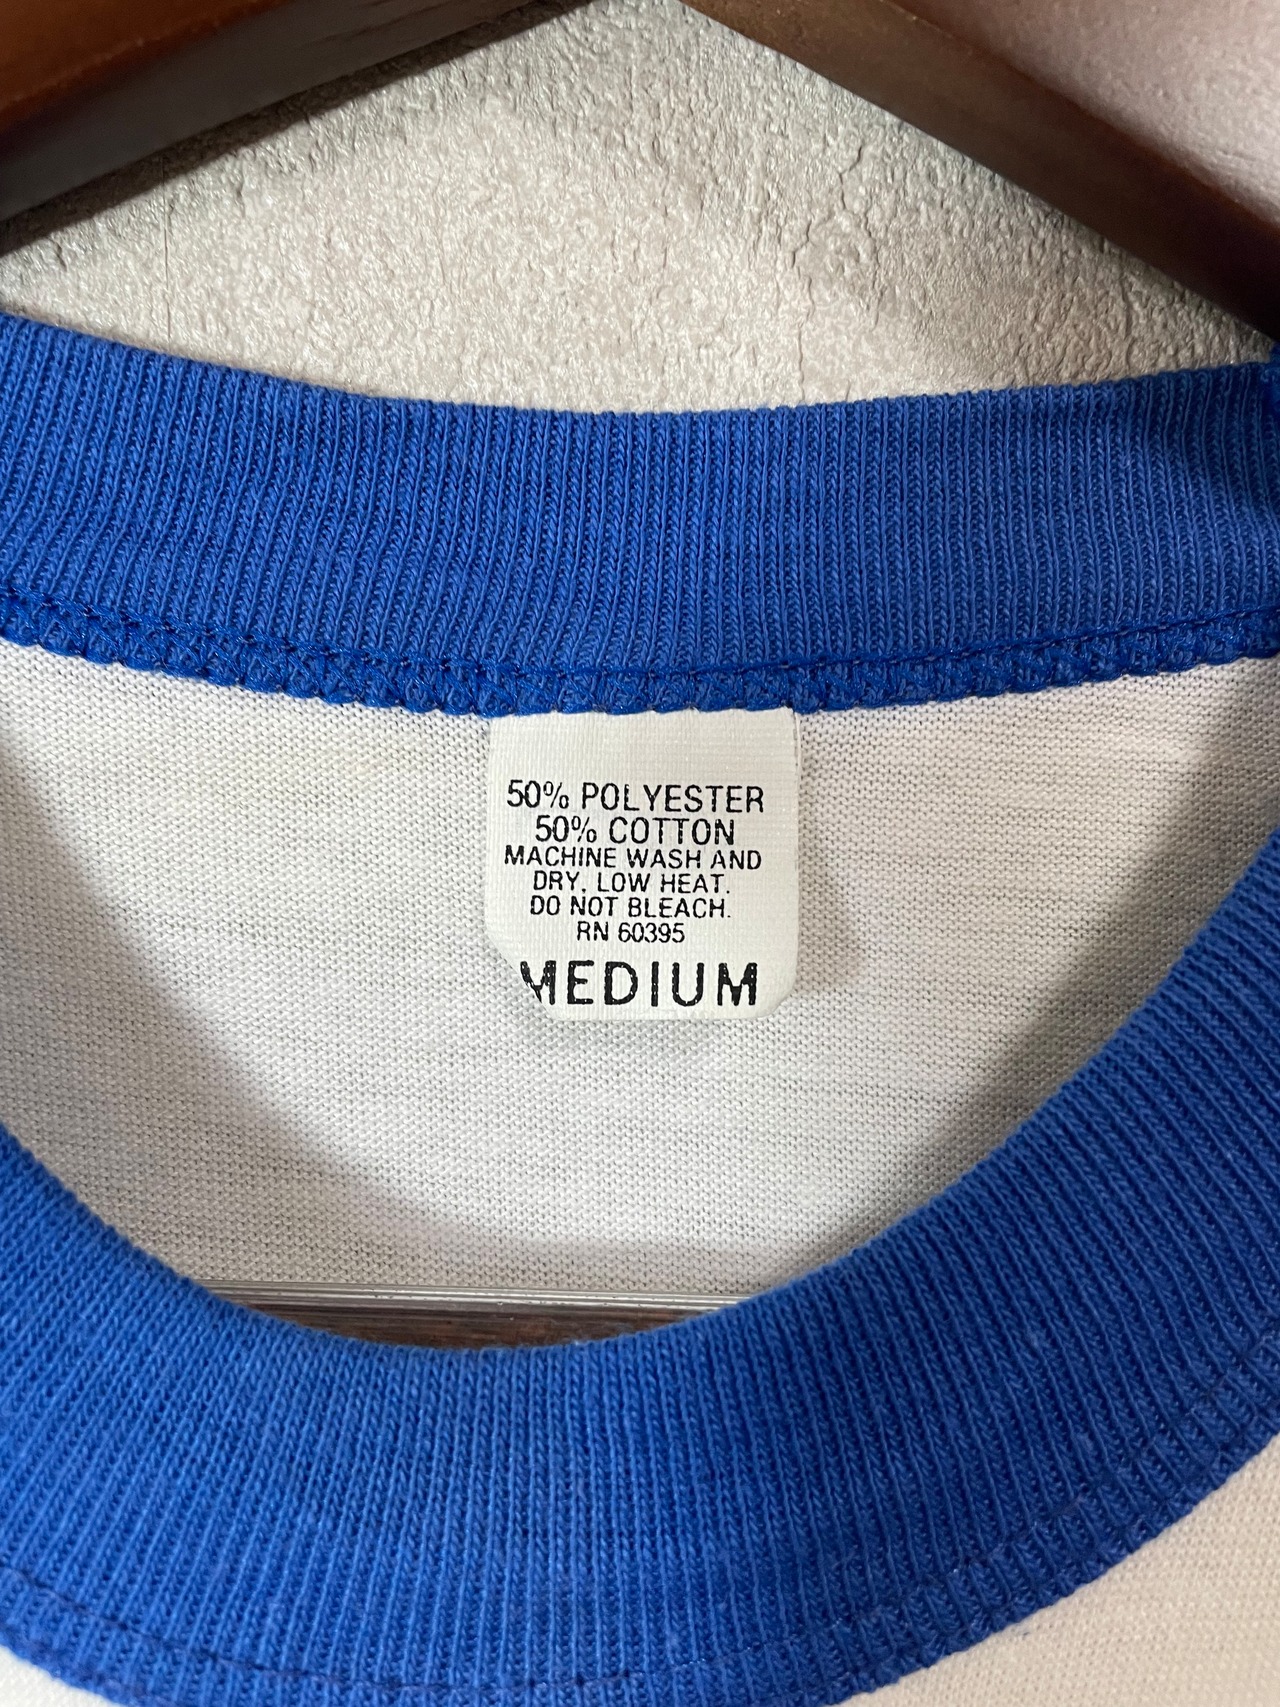 50% POLYESTER
50% COTTON
MACHINE WASH AND
DRY, LOW HEAT.
DO NOT BLEACH.
RN 60395
MEDIUM